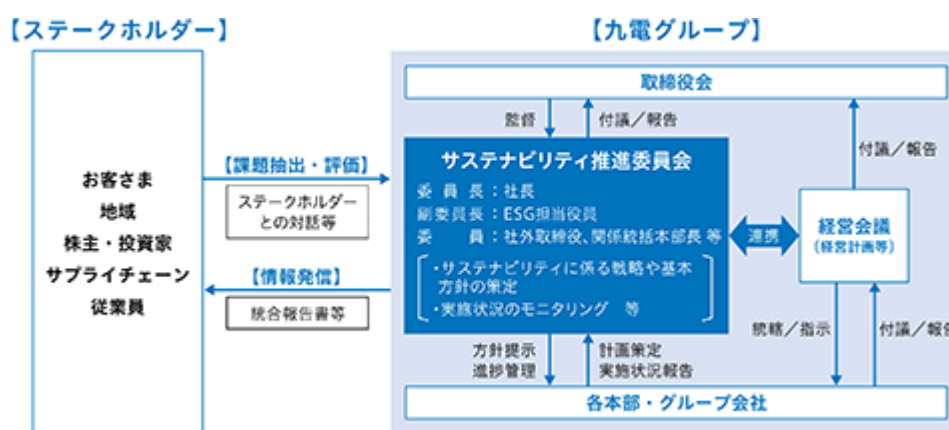 【ステークホルダー】
お客さま
地域
株主・投資家
サプライチェーン
従業員
【課題抽出・評価】
ステークホルダー
との対話等
【情報発信】
統合報告書等
【九電グループ】
取締役会
監督
付議／報告
付議／報告
サステナビリティ推進委員会
委員長：社長
副委員長：ESG担当役員
委員：社外取締役、関係統括本部長 等
・サステナビリティに係る戦略や基本
方針の策定
・実施状況のモニタリング 等
連携
経営会議
（経営計画等）
方針提示
進捗管理
計画策定
実施状況報告
統轄／指示
付議／報告
各本部・グループ会社